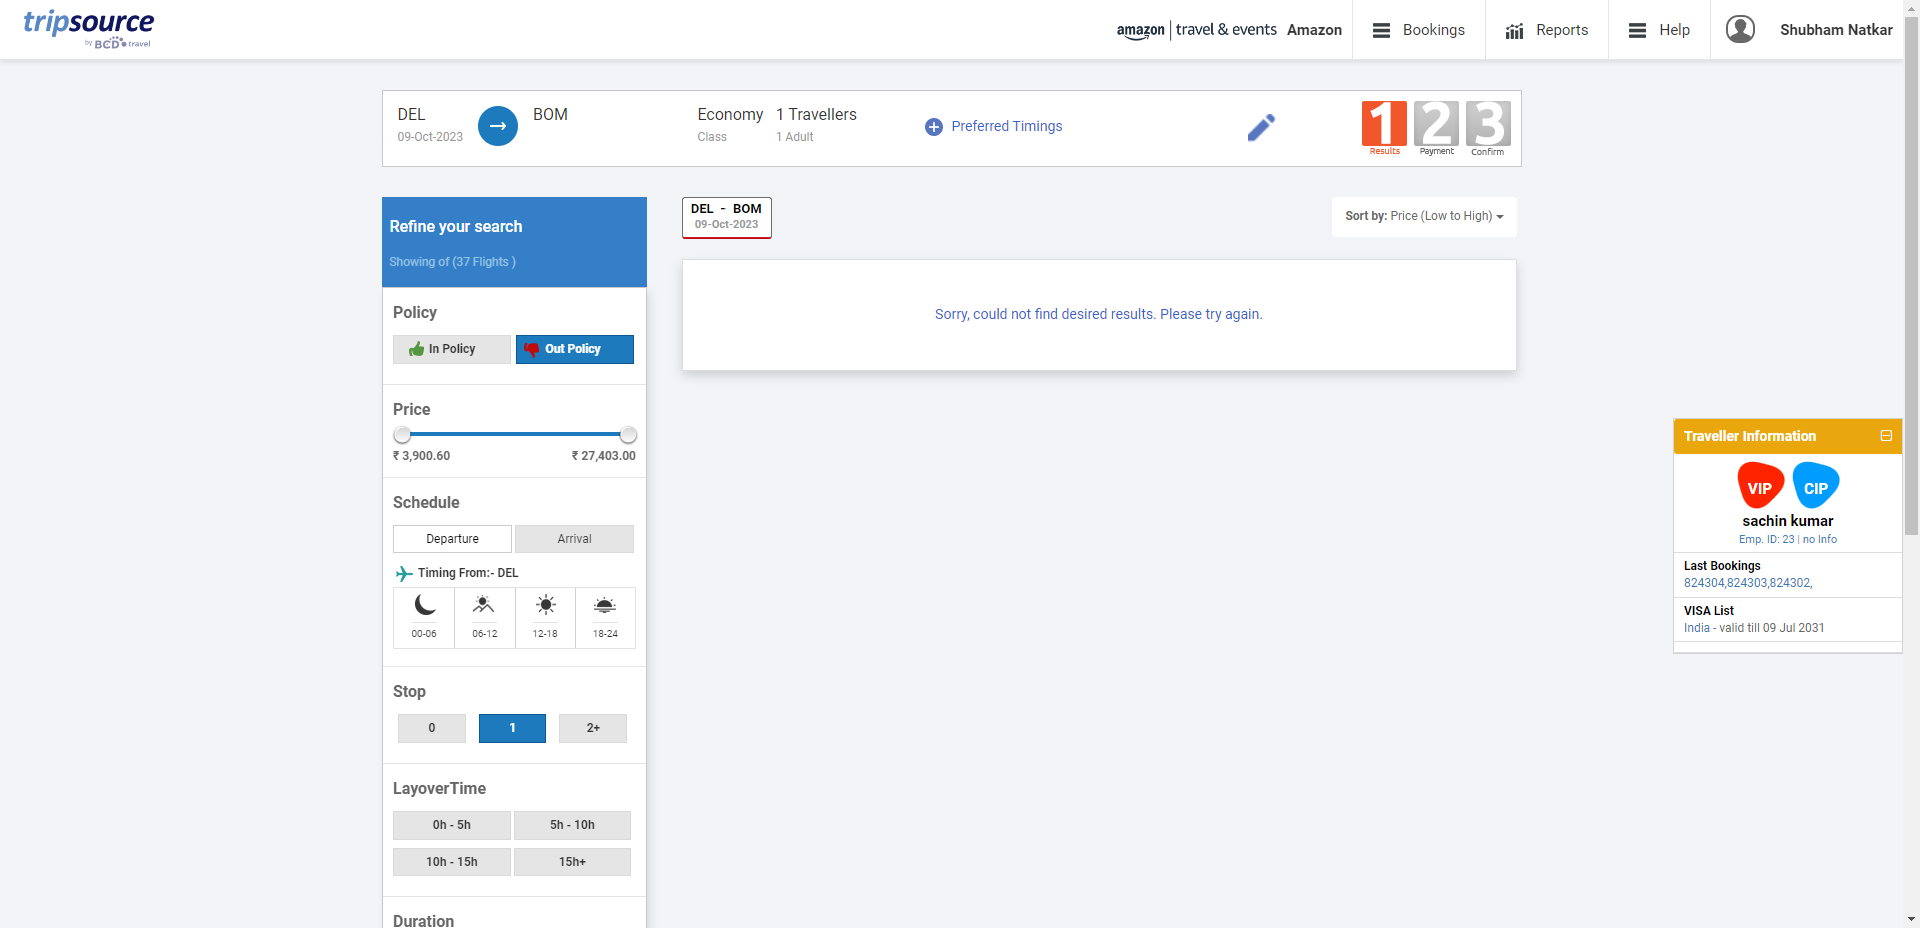 tripsource
by BCD travel
amazon | travel & events Amazon
Bookings
Reports
Help
Shubham Natkar
DEL
09-Oct-2023
BOM
Economy
Class
1 Travellers
1 Adult
Preferred Timings
1
Results
2
Payment
3
Confirm
Refine your search
Showing of (37 Flights )
Policy
In Policy
Out Policy
Price
₹ 3,900.60
₹ 27,403.00
Schedule
Departure
Arrival
Timing From:- DEL
00-06
06-12
12-18
18-24
Stop
0
1
2+
LayoverTime
0h - 5h
5h - 10h
10h - 15h
15h+
Duration
DEL - BOM
09-Oct-2023
Sort by: Price (Low to High)
Sorry, could not find desired results. Please try again.
Traveller Information
VIP
CIP
sachin kumar
Emp. ID: 23 | no Info
Last Bookings
824304,824303,824302,
VISA List
India - valid till 09 Jul 2031